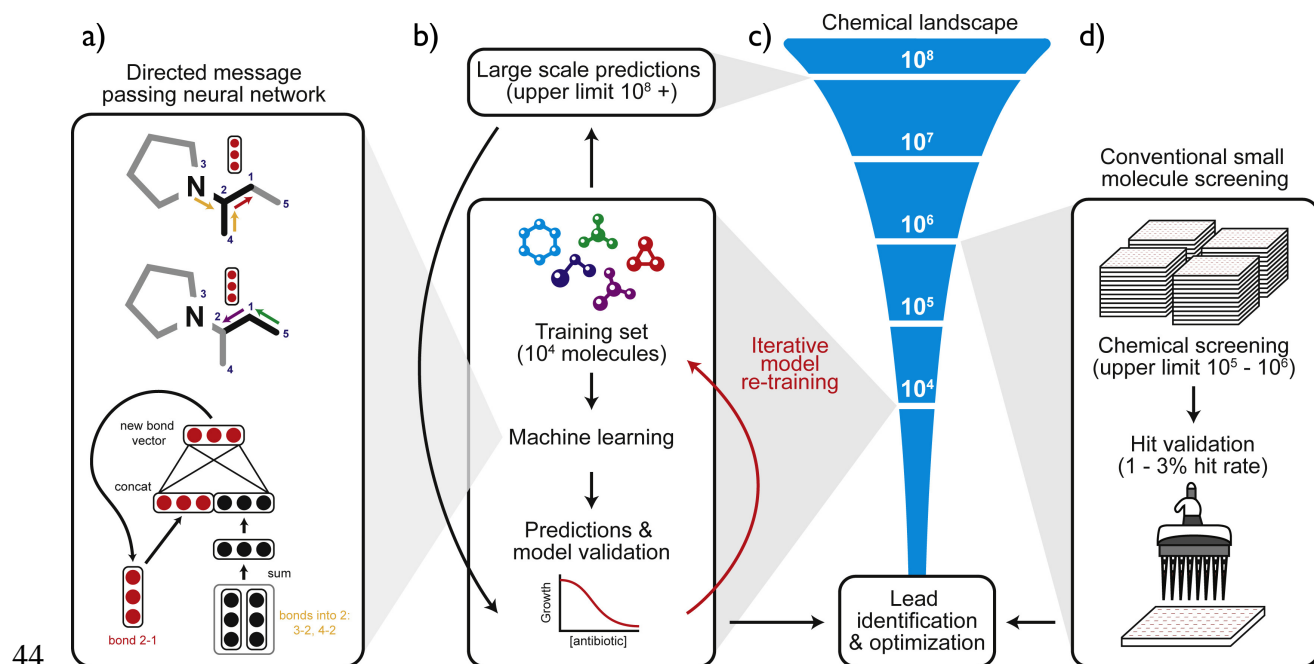 a)
Directed message
passing neural network
3
N
2
1
5
4
3
N
2
1
5
4
new bond
vector
concat
sum
bond 2-1
bonds into 2:
3-2, 4-2
b)
Large scale predictions
(upper limit 10⁸ +)
Training set
(10⁴ molecules)
Machine learning
Predictions &
model validation
Growth
[antibiotic]
Iterative
model
re-training
c)
Chemical landscape
10⁸
10⁷
10⁶
10⁵
10⁴
Lead
identification
& optimization
d)
Conventional small
molecule screening
Chemical screening
(upper limit 10⁵ - 10⁶)
Hit validation
(1 - 3% hit rate)
44